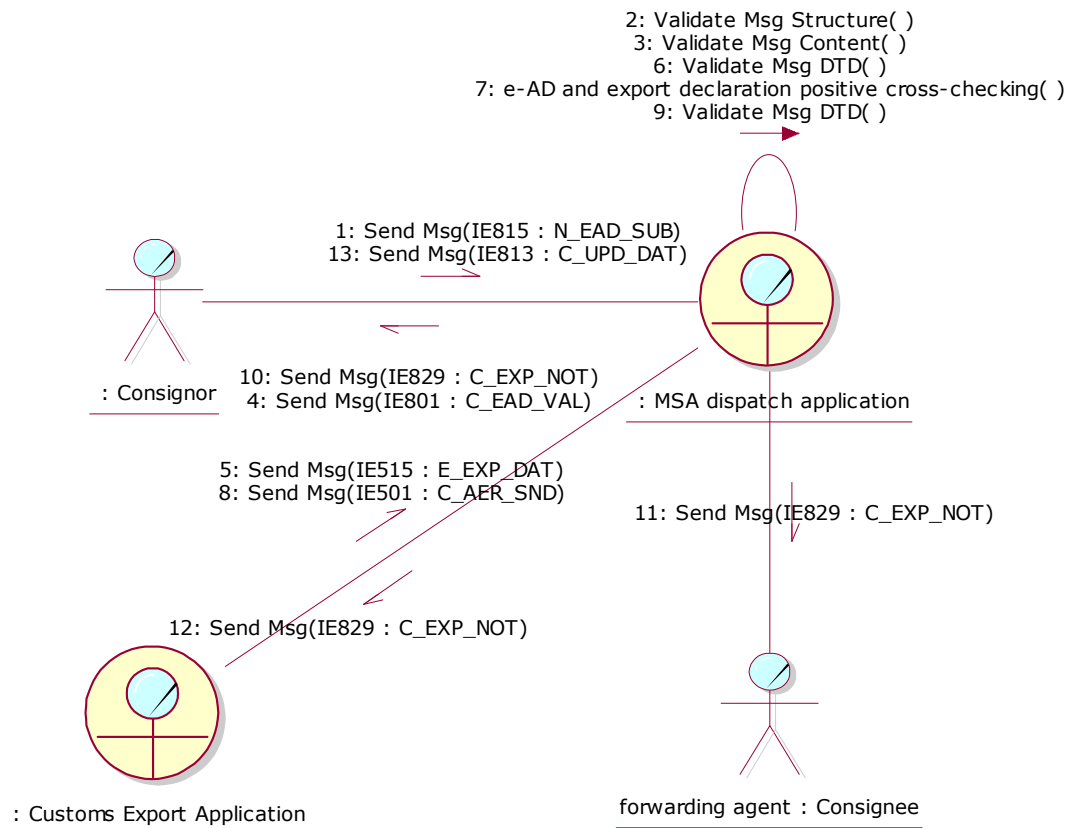 2: Validate Msg Structure( )
3: Validate Msg Content( )
6: Validate Msg DTD( )
7: e-AD and export declaration positive cross-checking( )
9: Validate Msg DTD( )
1: Send Msg(IE815 : N_EAD_SUB)
13: Send Msg(IE813 : C_UPD_DAT)
10: Send Msg(IE829 : C_EXP_NOT)
4: Send Msg(IE801 : C_EAD_VAL)
: Consignor
: MSA dispatch application
5: Send Msg(IE515 : E_EXP_DAT)
8: Send Msg(IE501 : C_AER_SND)
11: Send Msg(IE829 : C_EXP_NOT)
12: Send Msg(IE829 : C_EXP_NOT)
: Customs Export Application
forwarding agent : Consignee